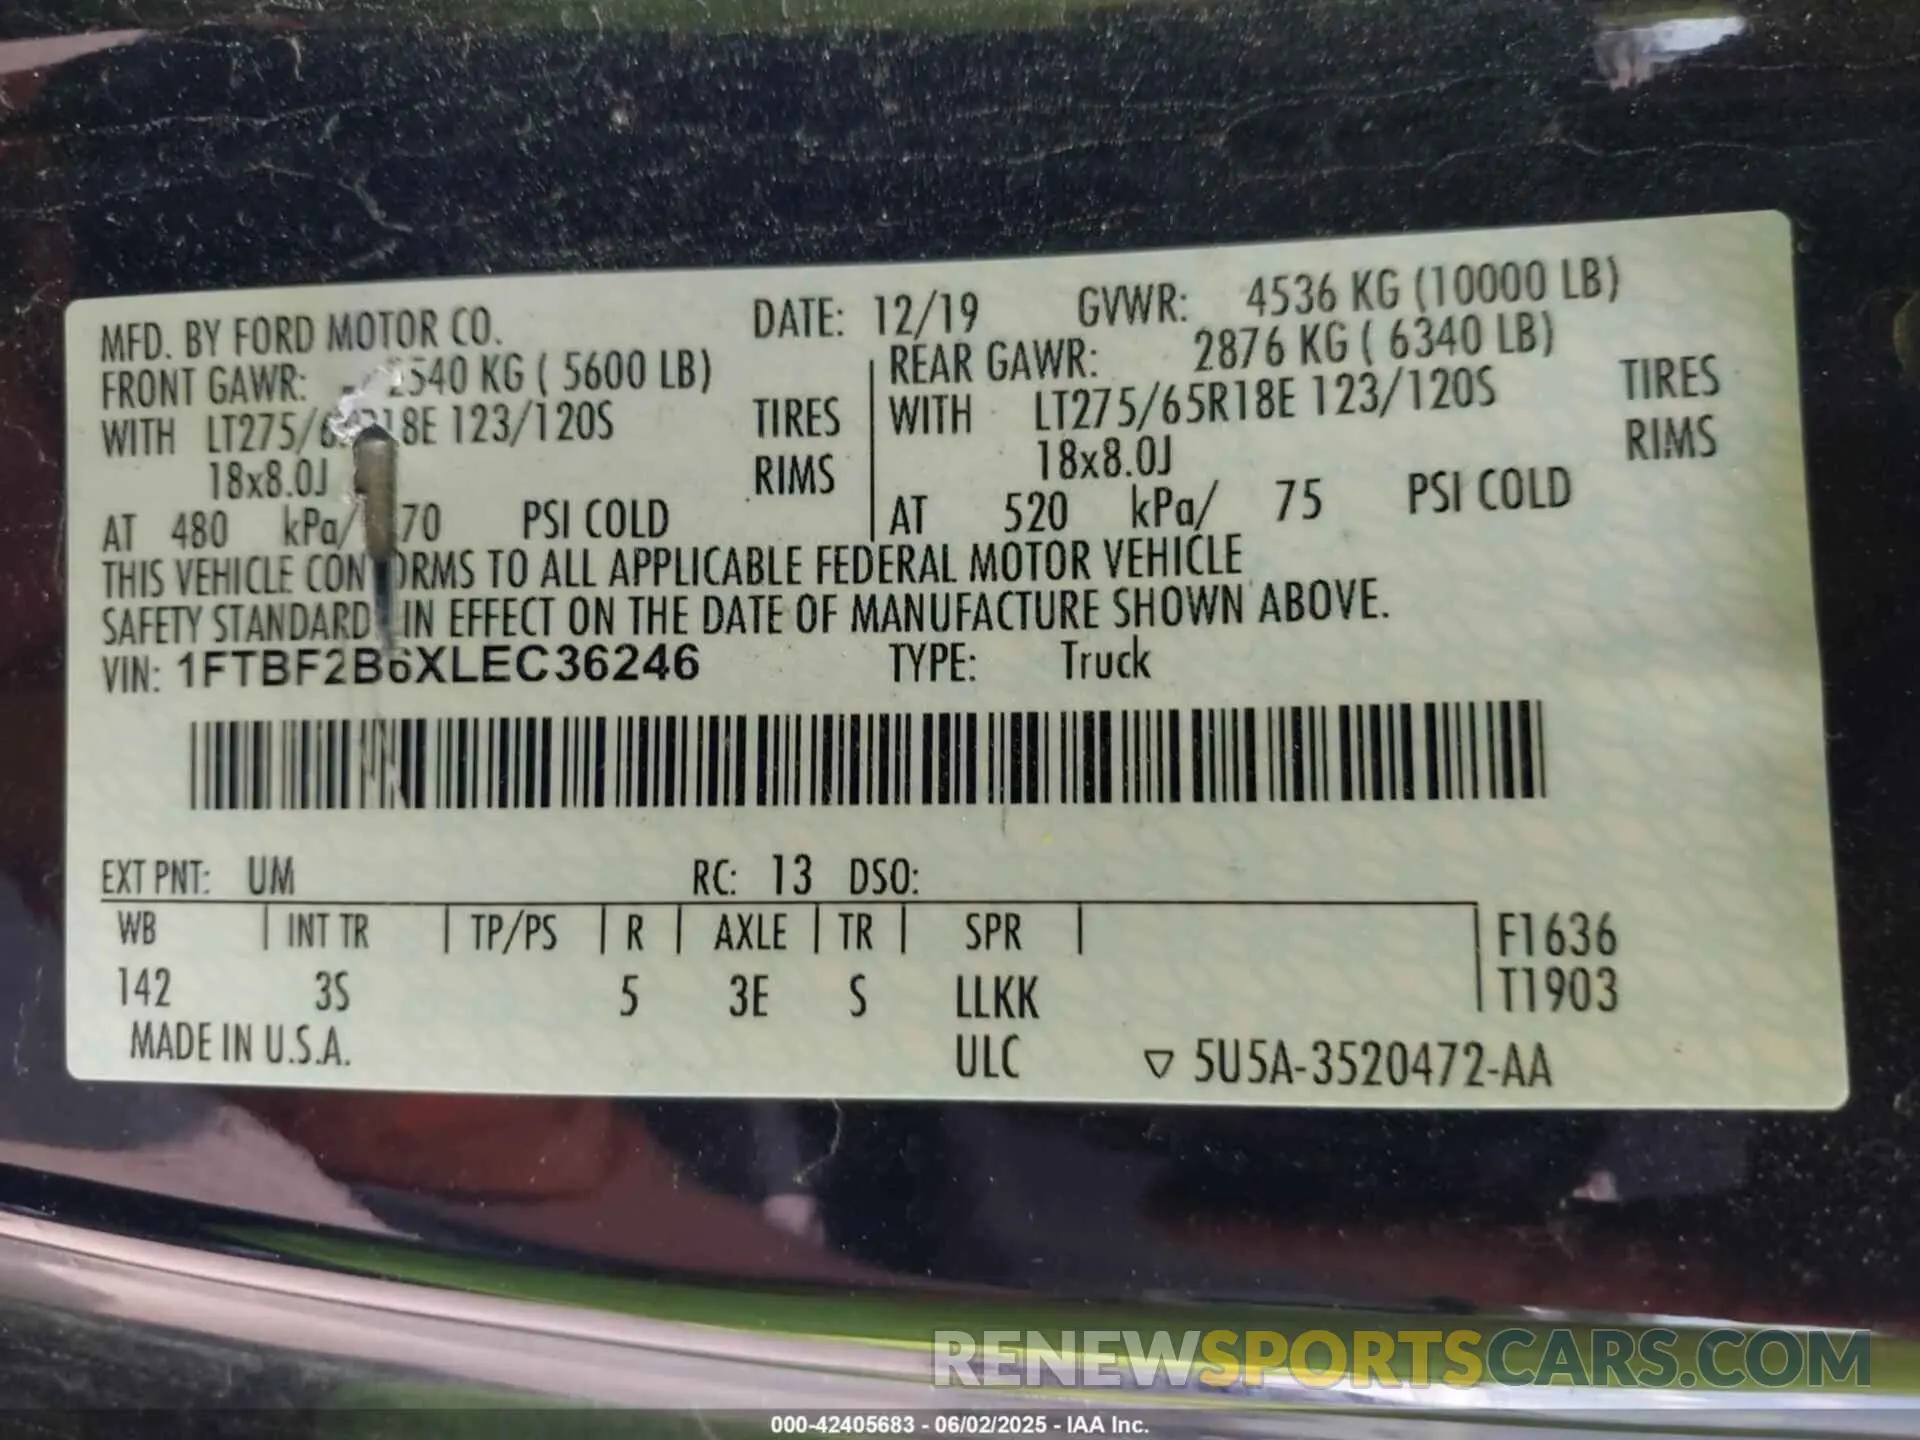 MFD. BY FORD MOTOR CO. DATE: 12/19 GVWR: 4536 KG (10000 LB)
FRONT GAWR: 2540 KG ( 5600 LB) REAR GAWR: 2876 KG ( 6340 LB)
WITH LT275/65R18E 123/120S TIRES WITH LT275/65R18E 123/120S TIRES
18x8.0J RIMS 18x8.0J RIMS
AT 480 kPa/ 70 PSI COLD AT 520 kPa/ 75 PSI COLD
THIS VEHICLE CONFORMS TO ALL APPLICABLE FEDERAL MOTOR VEHICLE
SAFETY STANDARDS IN EFFECT ON THE DATE OF MANUFACTURE SHOWN ABOVE.
VIN: 1FTBF2B6XLEC36246 TYPE: Truck
EXT PNT: UM RC: 13 DSO:
WB INT TR TP/PS R AXLE TR SPR F1636
142 3S 5 3E S LLKK T1903
MADE IN U.S.A. ULC ▽ 5U5A-3520472-AA
RENEWSPORTSCARS.COM
000-42405683 - 06/02/2025 - IAA Inc.